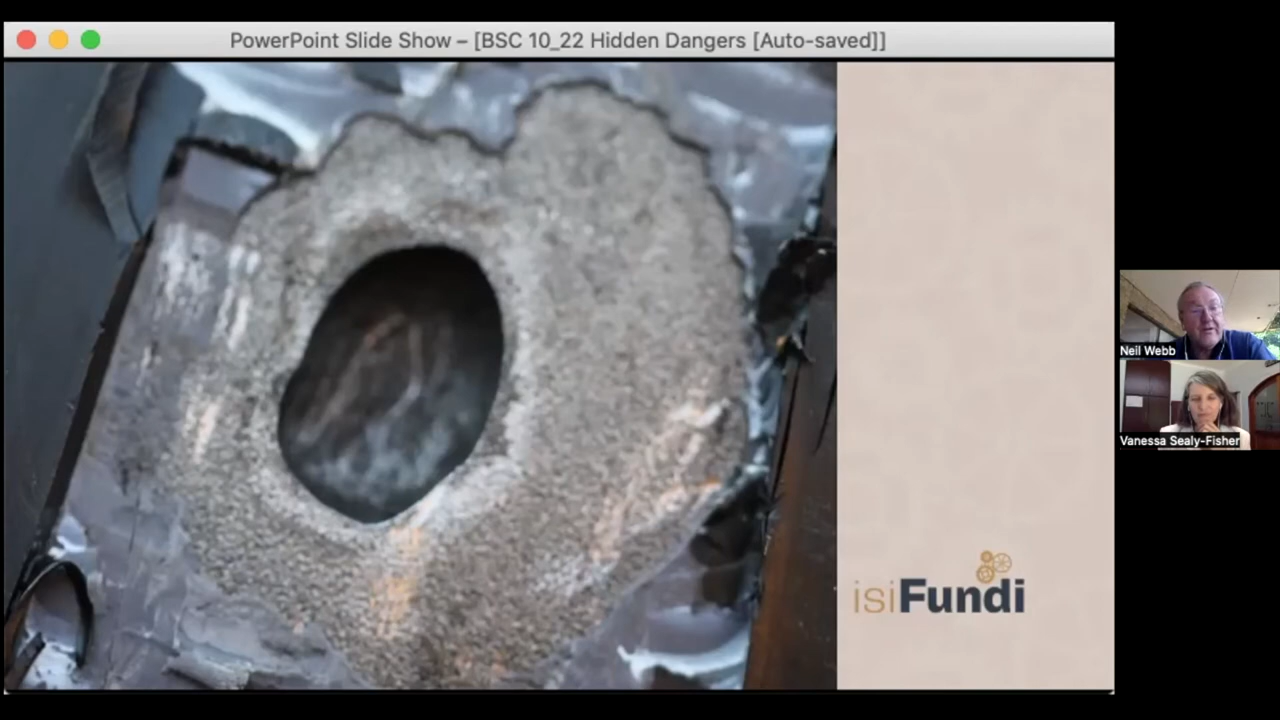 PowerPoint Slide Show – [BSC 10_22 Hidden Dangers [Auto-saved]]
Neil Webb
Vanessa Sealy-Fisher
isiFundi